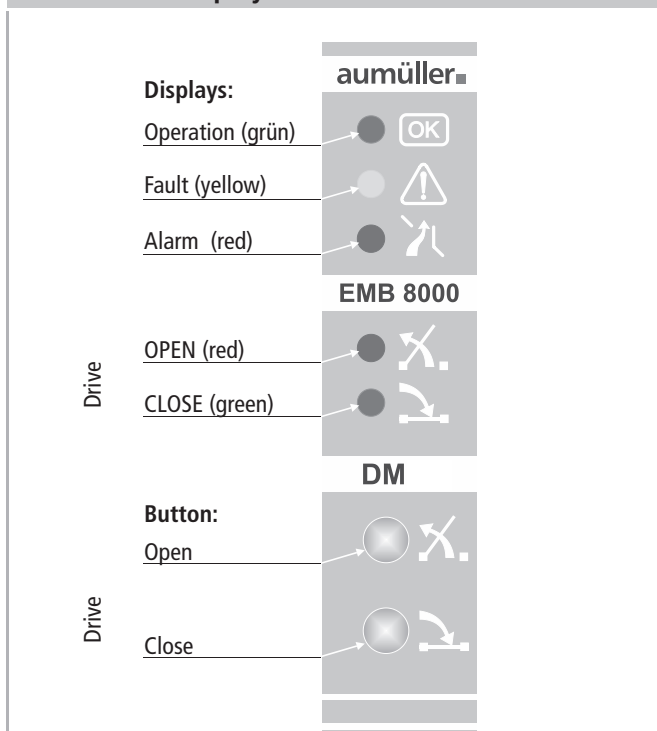 aumüller
Displays:
Operation (grün)
OK
Fault (yellow)
Alarm (red)
EMB 8000
Drive
OPEN (red)
CLOSE (green)
DM
Button:
Open
Drive
Close